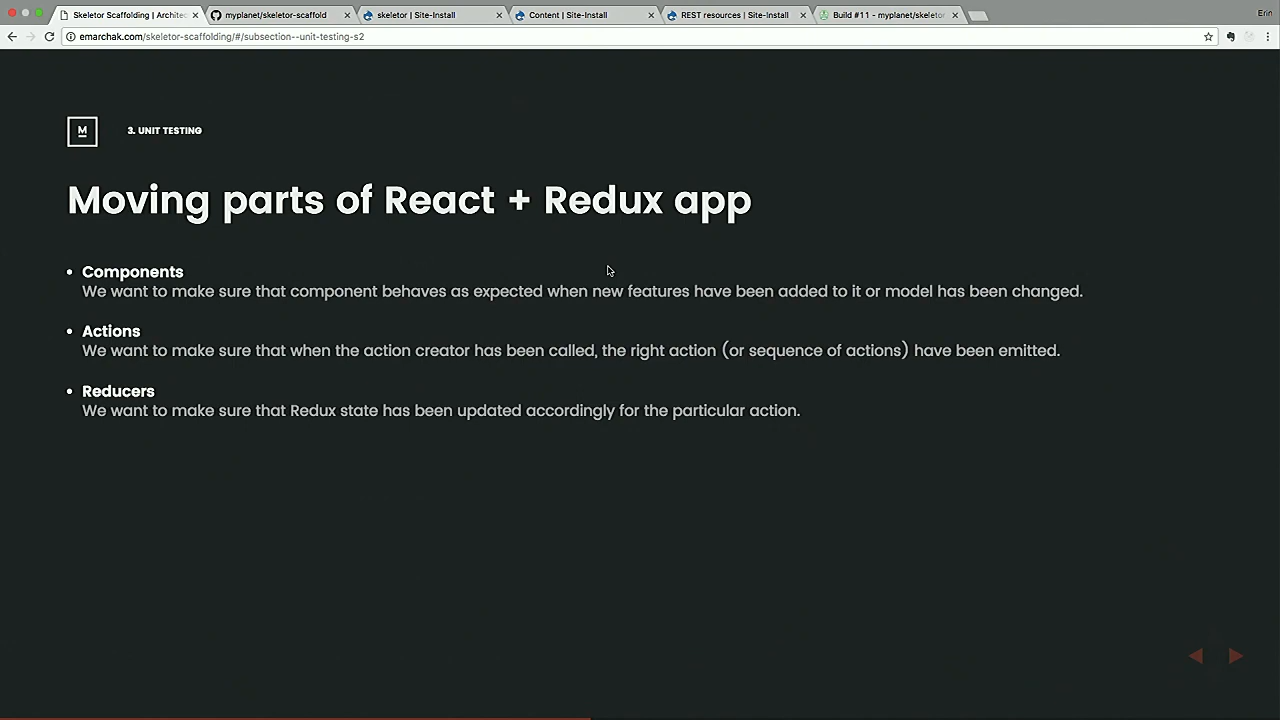 Skeletor Scaffolding | Archite
myplanet/skeletor-scaffold
skeletor | Site-Install
Content | Site-Install
REST resources | Site-Install
Build #11 - myplanet/skeletor
Erin
emarchak.com/skeletor-scaffolding/#/subsection--unit-testing-s2
M
3. UNIT TESTING
Moving parts of React + Redux app
• Components
We want to make sure that component behaves as expected when new features have been added to it or model has been changed.
• Actions
We want to make sure that when the action creator has been called, the right action (or sequence of actions) have been emitted.
• Reducers
We want to make sure that Redux state has been updated accordingly for the particular action.